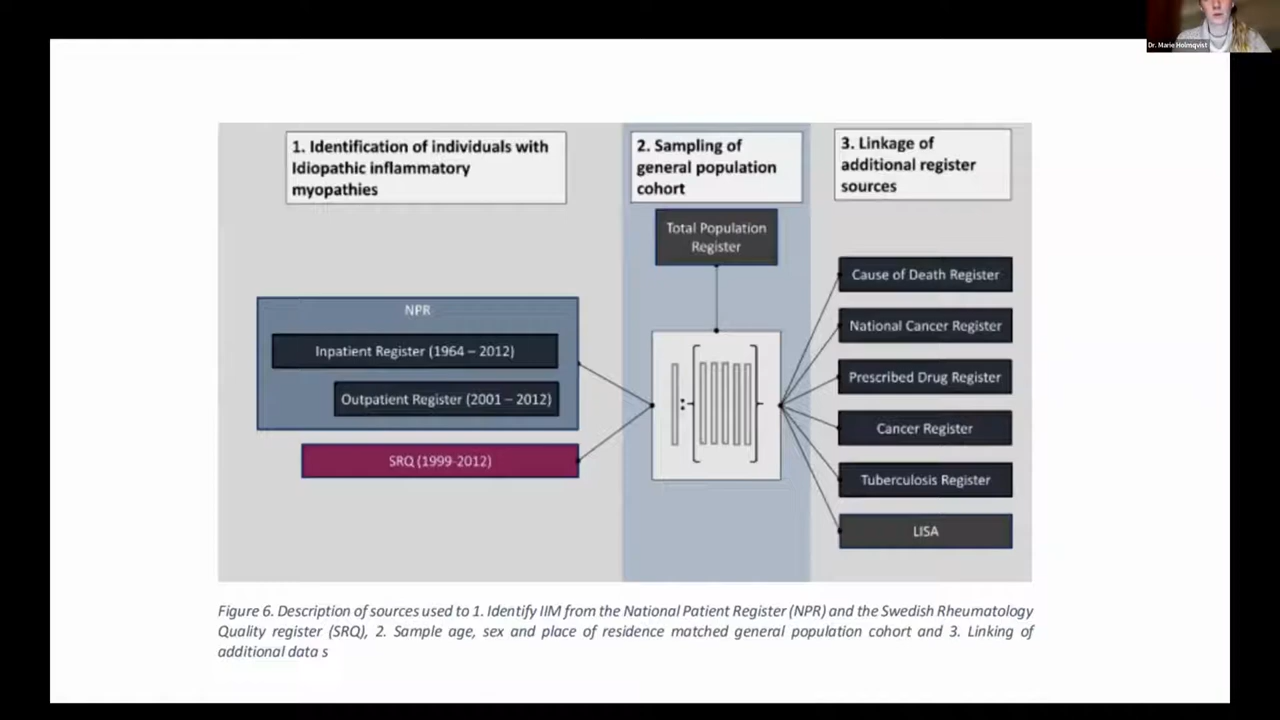 Dr. Marie Holmqvist
1. Identification of individuals with
Idiopathic inflammatory
myopathies
2. Sampling of
general population
cohort
3. Linkage of
additional register
sources
Total Population
Register
NPR
Inpatient Register (1964 – 2012)
Outpatient Register (2001 – 2012)
SRQ (1999-2012)
:
Cause of Death Register
National Cancer Register
Prescribed Drug Register
Cancer Register
Tuberculosis Register
LISA
Figure 6. Description of sources used to 1. Identify IIM from the National Patient Register (NPR) and the Swedish Rheumatology
Quality register (SRQ), 2. Sample age, sex and place of residence matched general population cohort and 3. Linking of
additional data s